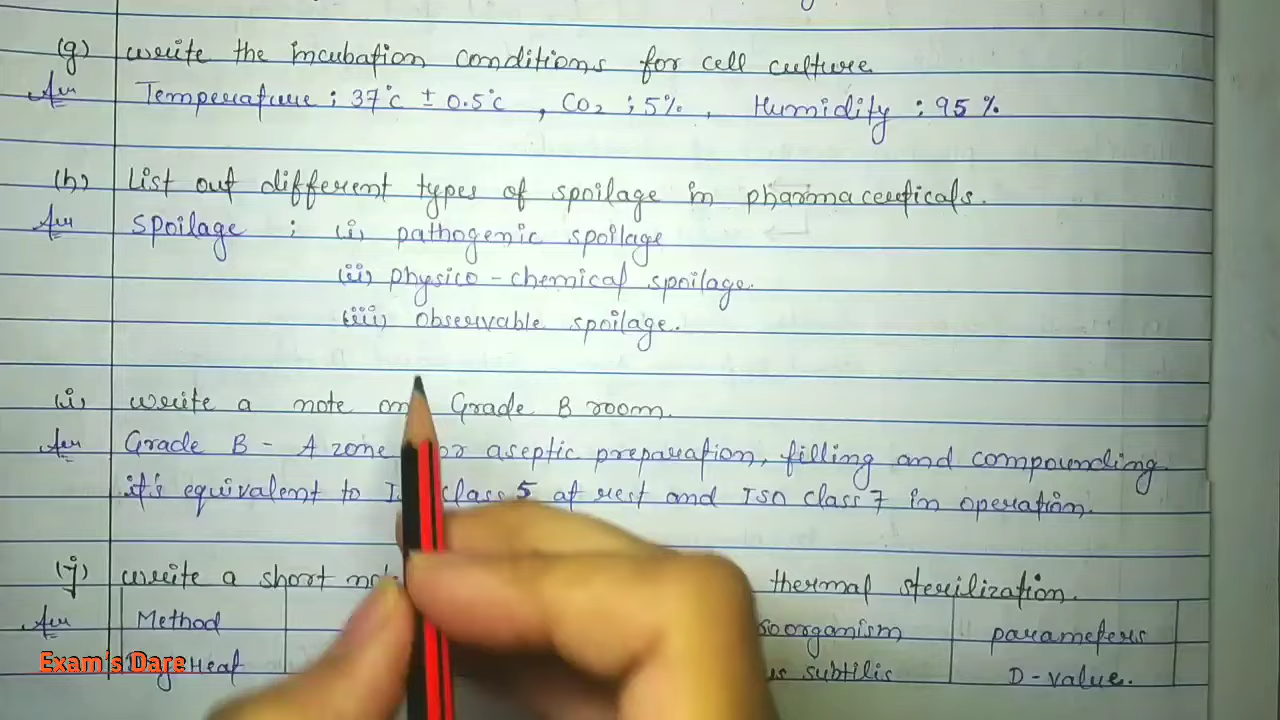 (g) Write the incubation conditions for cell culture
Ans Temperature : 37°C ± 0.5°C , CO₂ : 5% , Humidity : 95 %
(h) List out different types of spoilage in pharmaceuticals.
Ans Spoilage : (i) pathogenic spoilage
(ii) physico - chemical spoilage.
(iii) observable spoilage.
(i) Write a note on Grade B room.
Ans Grade B - A zone for aseptic preparation, filling and compounding
it's equivalent to class 5 at rest and ISO class 7 in operation.
(j) Write a short thermal sterilization.
Ans Method parameters
Heat subtilis D-value.
Exam's Dare